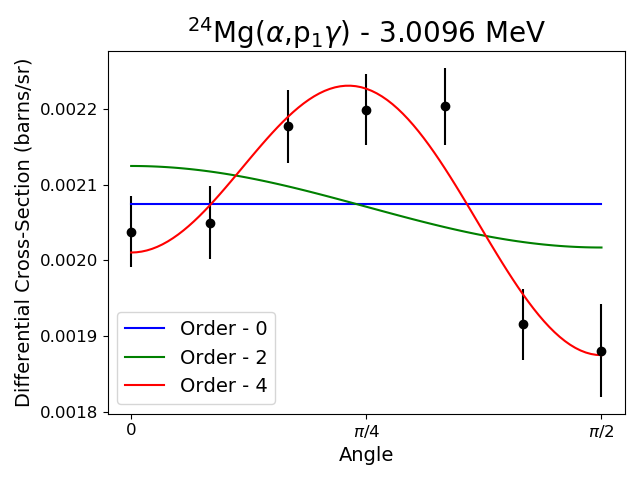 ²⁴Mg(α,p₁γ) - 3.0096 MeV
Differential Cross-Section (barns/sr)
0.0022
0.0021
0.0020
0.0019
0.0018
Order - 0
Order - 2
Order - 4
0 π/4 π/2
Angle